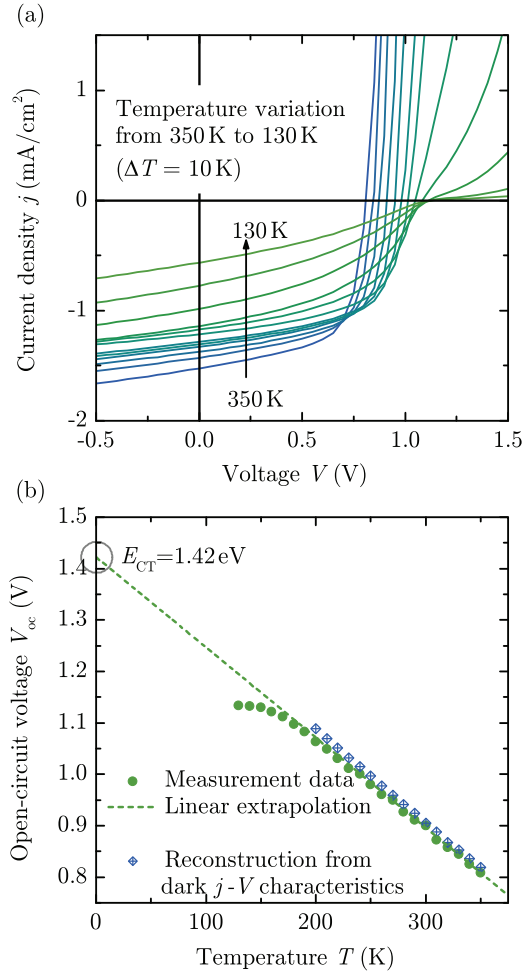 (a)
Temperature variation
from 350 K to 130 K
(ΔT = 10 K)
130 K
350 K
1
0
-1
-2
Current density j (mA/cm²)
-0.5
0.0
0.5
1.0
1.5
Voltage V (V)
(b)
1.5
1.4
1.3
1.2
1.1
1.0
0.9
0.8
Open-circuit voltage Voc (V)
ECT=1.42 eV
Measurement data
Linear extrapolation
Reconstruction from
dark j - V characteristics
0
100
200
300
Temperature T (K)